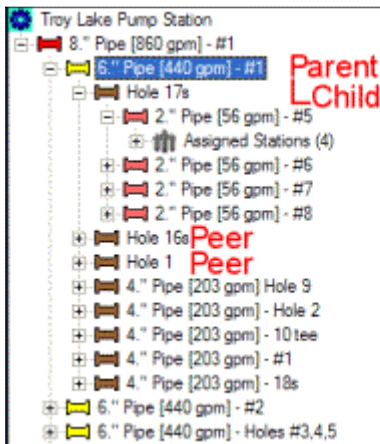 Troy Lake Pump Station
8." Pipe [860 gpm] - #1
6." Pipe [440 gpm] - #1 Parent
Hole 17s Child
2." Pipe [56 gpm] - #5
Assigned Stations (4)
2." Pipe [56 gpm] - #6
2." Pipe [56 gpm] - #7
2." Pipe [56 gpm] - #8
Hole 16s Peer
Hole 1 Peer
4." Pipe [203 gpm] Hole 9
4." Pipe [203 gpm] - Hole 2
4." Pipe [203 gpm] - 10 tee
4." Pipe [203 gpm] - #1
4." Pipe [203 gpm] - 18s
6." Pipe [440 gpm] - #2
6." Pipe [440 gpm] - Holes #3,4,5